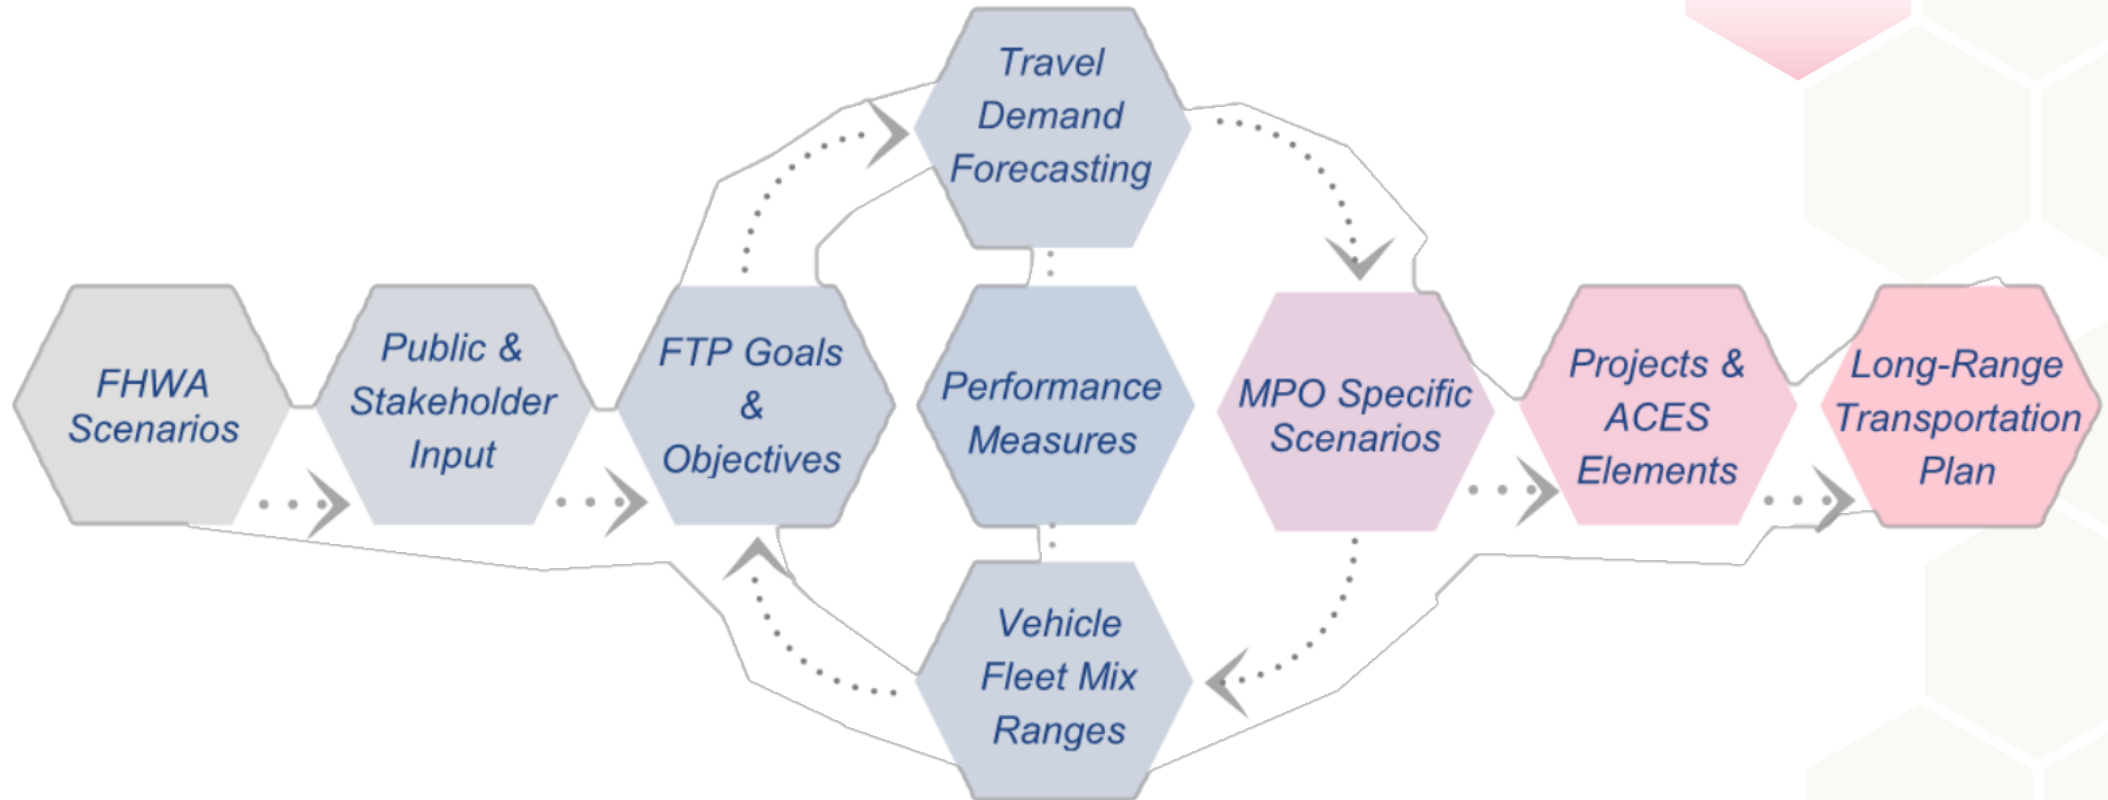 FHWA
Scenarios
Public &
Stakeholder
Input
FTP Goals
&
Objectives
Travel
Demand
Forecasting
Performance
Measures
Vehicle
Fleet Mix
Ranges
MPO Specific
Scenarios
Projects &
ACES
Elements
Long-Range
Transportation
Plan